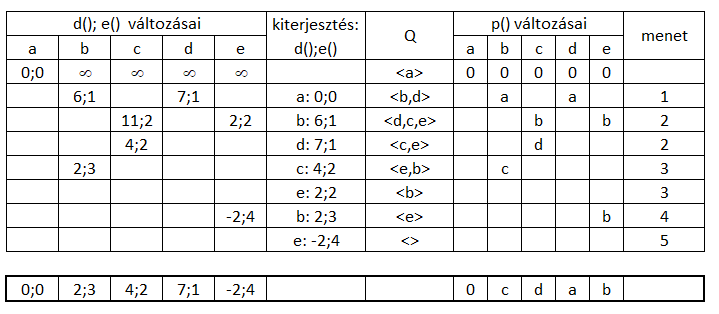 d(); e() változásai kiterjesztés: d();e() Q p() változásai menet
a b c d e a b c d e
0;0 ∞ ∞ ∞ ∞ <a> 0 0 0 0 0
6;1 7;1 a: 0;0 <b,d> a a 1
11;2 2;2 b: 6;1 <d,c,e> b b 2
4;2 d: 7;1 <c,e> d 2
2;3 c: 4;2 <e,b> c 3
e: 2;2 <b> 3
-2;4 b: 2;3 <e> b 4
e: -2;4 <> 5
0;0 2;3 4;2 7;1 -2;4 0 c d a b